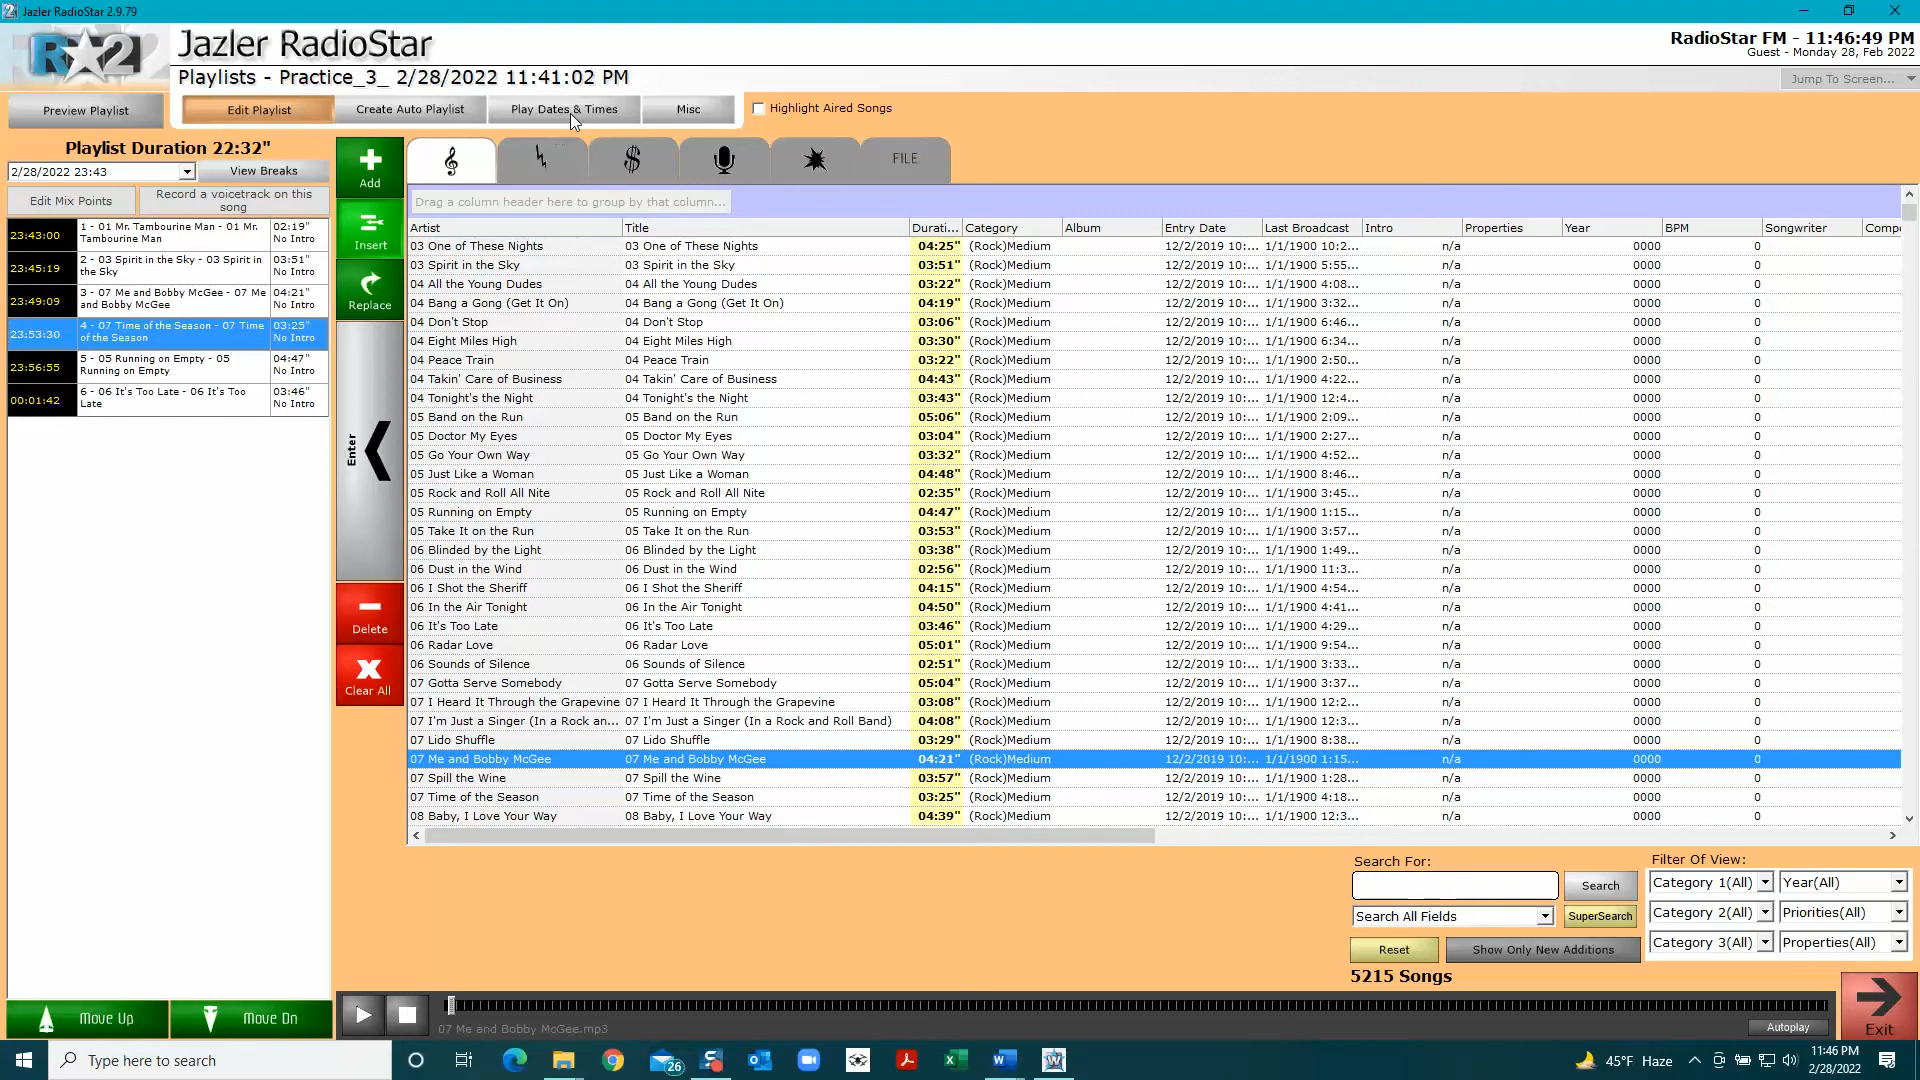 Jazler RadioStar 2.9.79
R 2
Jazler RadioStar
RadioStar FM - 11:46:49 PM
Guest - Monday 28, Feb 2022
Playlists - Practice_3_ 2/28/2022 11:41:02 PM
Jump To Screen...
Preview Playlist
Edit Playlist
Create Auto Playlist
Play Dates & Times
Misc
Highlight Aired Songs
Playlist Duration 22:32"
2/28/2022 23:43
View Breaks
Edit Mix Points
Record a voicetrack on this song
23:43:00 1 - 01 Mr. Tambourine Man - 01 Mr. Tambourine Man 02:19" No Intro
23:45:19 2 - 03 Spirit in the Sky - 03 Spirit in the Sky 03:51" No Intro
23:49:09 3 - 07 Me and Bobby McGee - 07 Me and Bobby McGee 04:21" No Intro
23:53:30 4 - 07 Time of the Season - 07 Time of the Season 03:25" No Intro
23:56:55 5 - 05 Running on Empty - 05 Running on Empty 04:47" No Intro
00:01:42 6 - 06 It's Too Late - 06 It's Too Late 03:46" No Intro
Add
Insert
Replace
Enter
Delete
Clear All
FILE
Drag a column header here to group by that column...
Artist Title Durati... Category Album Entry Date Last Broadcast Intro Properties Year BPM Songwriter Compo
03 One of These Nights 03 One of These Nights 04:25" (Rock)Medium 12/2/2019 10:... 1/1/1900 10:2... n/a 0000 0
03 Spirit in the Sky 03 Spirit in the Sky 03:51" (Rock)Medium 12/2/2019 10:... 1/1/1900 5:55... n/a 0000 0
04 All the Young Dudes 04 All the Young Dudes 03:22" (Rock)Medium 12/2/2019 10:... 1/1/1900 4:08... n/a 0000 0
04 Bang a Gong (Get It On) 04 Bang a Gong (Get It On) 04:19" (Rock)Medium 12/2/2019 10:... 1/1/1900 3:32... n/a 0000 0
04 Don't Stop 04 Don't Stop 03:06" (Rock)Medium 12/2/2019 10:... 1/1/1900 6:46... n/a 0000 0
04 Eight Miles High 04 Eight Miles High 03:30" (Rock)Medium 12/2/2019 10:... 1/1/1900 6:34... n/a 0000 0
04 Peace Train 04 Peace Train 03:22" (Rock)Medium 12/2/2019 10:... 1/1/1900 2:50... n/a 0000 0
04 Takin' Care of Business 04 Takin' Care of Business 04:43" (Rock)Medium 12/2/2019 10:... 1/1/1900 4:22... n/a 0000 0
04 Tonight's the Night 04 Tonight's the Night 03:43" (Rock)Medium 12/2/2019 10:... 1/1/1900 12:4... n/a 0000 0
05 Band on the Run 05 Band on the Run 05:06" (Rock)Medium 12/2/2019 10:... 1/1/1900 2:09... n/a 0000 0
05 Doctor My Eyes 05 Doctor My Eyes 03:04" (Rock)Medium 12/2/2019 10:... 1/1/1900 2:27... n/a 0000 0
05 Go Your Own Way 05 Go Your Own Way 03:32" (Rock)Medium 12/2/2019 10:... 1/1/1900 4:52... n/a 0000 0
05 Just Like a Woman 05 Just Like a Woman 04:48" (Rock)Medium 12/2/2019 10:... 1/1/1900 8:46... n/a 0000 0
05 Rock and Roll All Nite 05 Rock and Roll All Nite 02:35" (Rock)Medium 12/2/2019 10:... 1/1/1900 3:45... n/a 0000 0
05 Running on Empty 05 Running on Empty 04:47" (Rock)Medium 12/2/2019 10:... 1/1/1900 1:15... n/a 0000 0
05 Take It on the Run 05 Take It on the Run 03:53" (Rock)Medium 12/2/2019 10:... 1/1/1900 3:57... n/a 0000 0
06 Blinded by the Light 06 Blinded by the Light 03:38" (Rock)Medium 12/2/2019 10:... 1/1/1900 1:49... n/a 0000 0
06 Dust in the Wind 06 Dust in the Wind 02:56" (Rock)Medium 12/2/2019 10:... 1/1/1900 11:3... n/a 0000 0
06 I Shot the Sheriff 06 I Shot the Sheriff 04:15" (Rock)Medium 12/2/2019 10:... 1/1/1900 4:54... n/a 0000 0
06 In the Air Tonight 06 In the Air Tonight 04:50" (Rock)Medium 12/2/2019 10:... 1/1/1900 4:41... n/a 0000 0
06 It's Too Late 06 It's Too Late 03:46" (Rock)Medium 12/2/2019 10:... 1/1/1900 4:29... n/a 0000 0
06 Radar Love 06 Radar Love 05:01" (Rock)Medium 12/2/2019 10:... 1/1/1900 9:54... n/a 0000 0
06 Sounds of Silence 06 Sounds of Silence 02:51" (Rock)Medium 12/2/2019 10:... 1/1/1900 3:33... n/a 0000 0
07 Gotta Serve Somebody 07 Gotta Serve Somebody 05:04" (Rock)Medium 12/2/2019 10:... 1/1/1900 3:37... n/a 0000 0
07 I Heard It Through the Grapevine 07 I Heard It Through the Grapevine 03:08" (Rock)Medium 12/2/2019 10:... 1/1/1900 12:2... n/a 0000 0
07 I'm Just a Singer (In a Rock an... 07 I'm Just a Singer (In a Rock and Roll Band) 04:08" (Rock)Medium 12/2/2019 10:... 1/1/1900 12:3... n/a 0000 0
07 Lido Shuffle 07 Lido Shuffle 03:29" (Rock)Medium 12/2/2019 10:... 1/1/1900 8:38... n/a 0000 0
07 Me and Bobby McGee 07 Me and Bobby McGee 04:21" (Rock)Medium 12/2/2019 10:... 1/1/1900 1:15... n/a 0000 0
07 Spill the Wine 07 Spill the Wine 03:57" (Rock)Medium 12/2/2019 10:... 1/1/1900 1:28... n/a 0000 0
07 Time of the Season 07 Time of the Season 03:25" (Rock)Medium 12/2/2019 10:... 1/1/1900 4:18... n/a 0000 0
08 Baby, I Love Your Way 08 Baby, I Love Your Way 04:39" (Rock)Medium 12/2/2019 10:... 1/1/1900 12:3... n/a 0000 0
Search For:
Search
Search All Fields
SuperSearch
Reset
Show Only New Additions
5215 Songs
Filter Of View:
Category 1(All) Year(All)
Category 2(All) Priorities(All)
Category 3(All) Properties(All)
Move Up
Move Dn
07 Me and Bobby McGee.mp3
Autoplay
Exit
Type here to search
26
45°F Haze
11:46 PM
2/28/2022